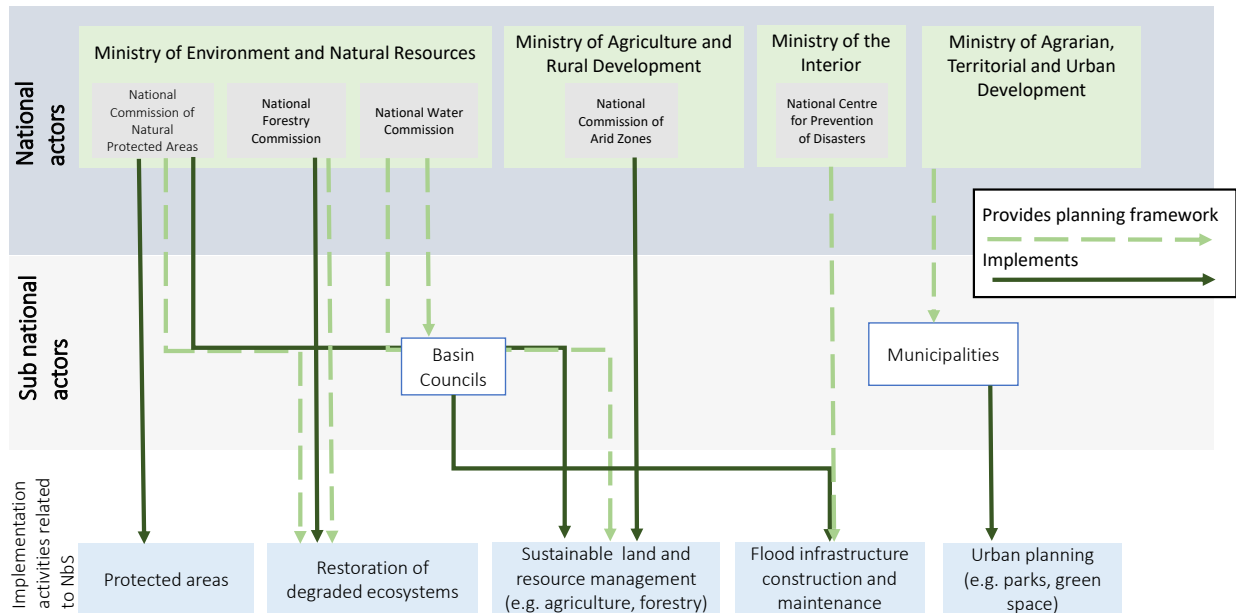 National
actors
Ministry of Environment and Natural Resources
National
Commission of
Natural
Protected Areas
National
Forestry
Commission
National Water
Commission
Ministry of Agriculture and
Rural Development
National
Commission of
Arid Zones
Ministry of the
Interior
National Centre
for Prevention
of Disasters
Ministry of Agrarian,
Territorial and Urban
Development
Provides planning framework
Implements
Sub national
actors
Basin
Councils
Municipalities
Implementation
activities related
to NbS
Protected areas
Restoration of
degraded ecosystems
Sustainable land and
resource management
(e.g. agriculture, forestry)
Flood infrastructure
construction and
maintenance
Urban planning
(e.g. parks, green
space)